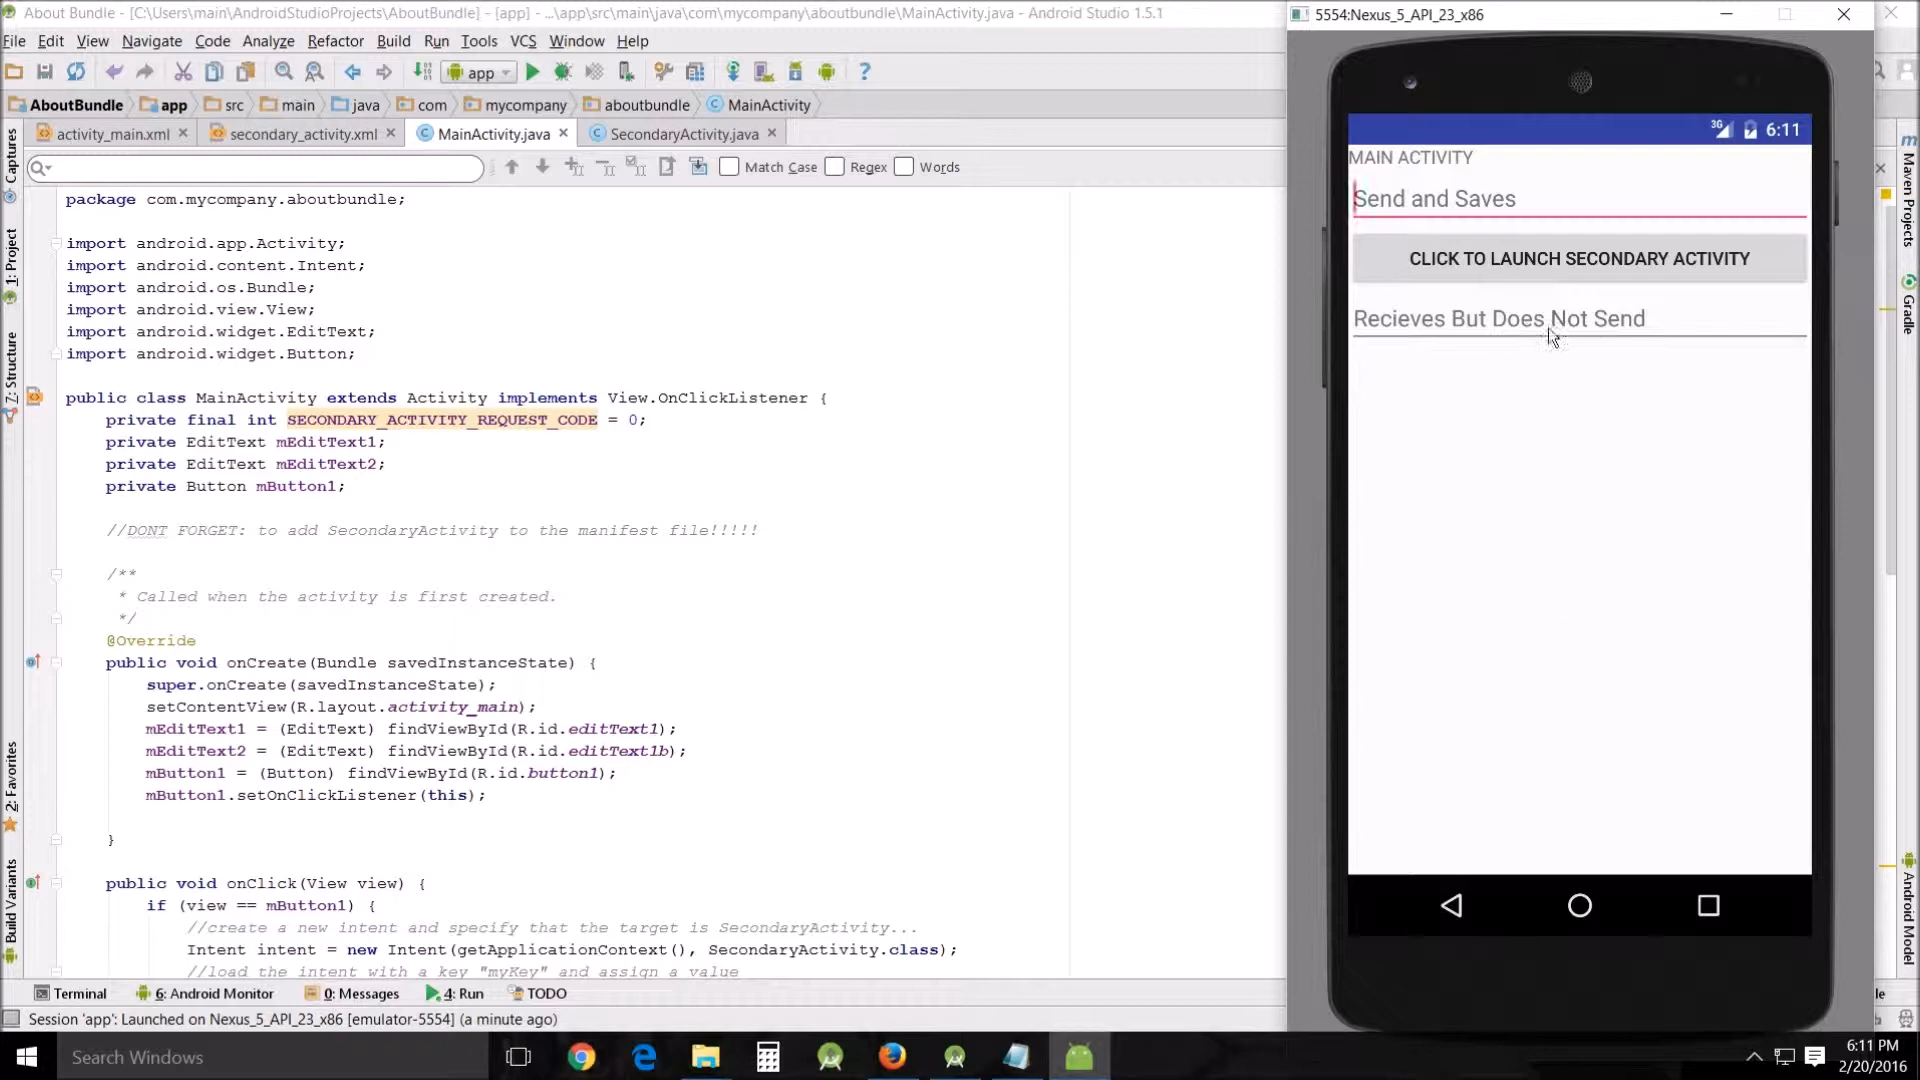 About Bundle - [C:\Users\main\AndroidStudioProjects\AboutBundle] - [app] - ...\app\src\main\java\com\mycompany\aboutbundle\MainActivity.java - Android Studio 1.5.1
File Edit View Navigate Code Analyze Refactor Build Run Tools VCS Window Help
app
AboutBundle app src main java com mycompany aboutbundle MainActivity
activity_main.xml secondary_activity.xml MainActivity.java SecondaryActivity.java
Match Case Regex Words
package com.mycompany.aboutbundle;
import android.app.Activity;
import android.content.Intent;
import android.os.Bundle;
import android.view.View;
import android.widget.EditText;
import android.widget.Button;
public class MainActivity extends Activity implements View.OnClickListener {
private final int SECONDARY_ACTIVITY_REQUEST_CODE = 0;
private EditText mEditText1;
private EditText mEditText2;
private Button mButton1;
//DONT FORGET: to add SecondaryActivity to the manifest file!!!!!
/**
* Called when the activity is first created.
*/
@Override
public void onCreate(Bundle savedInstanceState) {
super.onCreate(savedInstanceState);
setContentView(R.layout.activity_main);
mEditText1 = (EditText) findViewById(R.id.editText1);
mEditText2 = (EditText) findViewById(R.id.editText1b);
mButton1 = (Button) findViewById(R.id.button1);
mButton1.setOnClickListener(this);
}
public void onClick(View view) {
if (view == mButton1) {
//create a new intent and specify that the target is SecondaryActivity...
Intent intent = new Intent(getApplicationContext(), SecondaryActivity.class);
//load the intent with a key "myKey" and assign a value
Captures
1: Project
7: Structure
2: Favorites
Build Variants
Terminal 6: Android Monitor 0: Messages 4: Run TODO
Session 'app': Launched on Nexus_5_API_23_x86 [emulator-5554] (a minute ago)
5554:Nexus_5_API_23_x86
3G 6:11
MAIN ACTIVITY
Send and Saves
CLICK TO LAUNCH SECONDARY ACTIVITY
Recieves But Does Not Send
m
Maven Projects
Gradle
Android Model
Search Windows
6:11 PM
2/20/2016